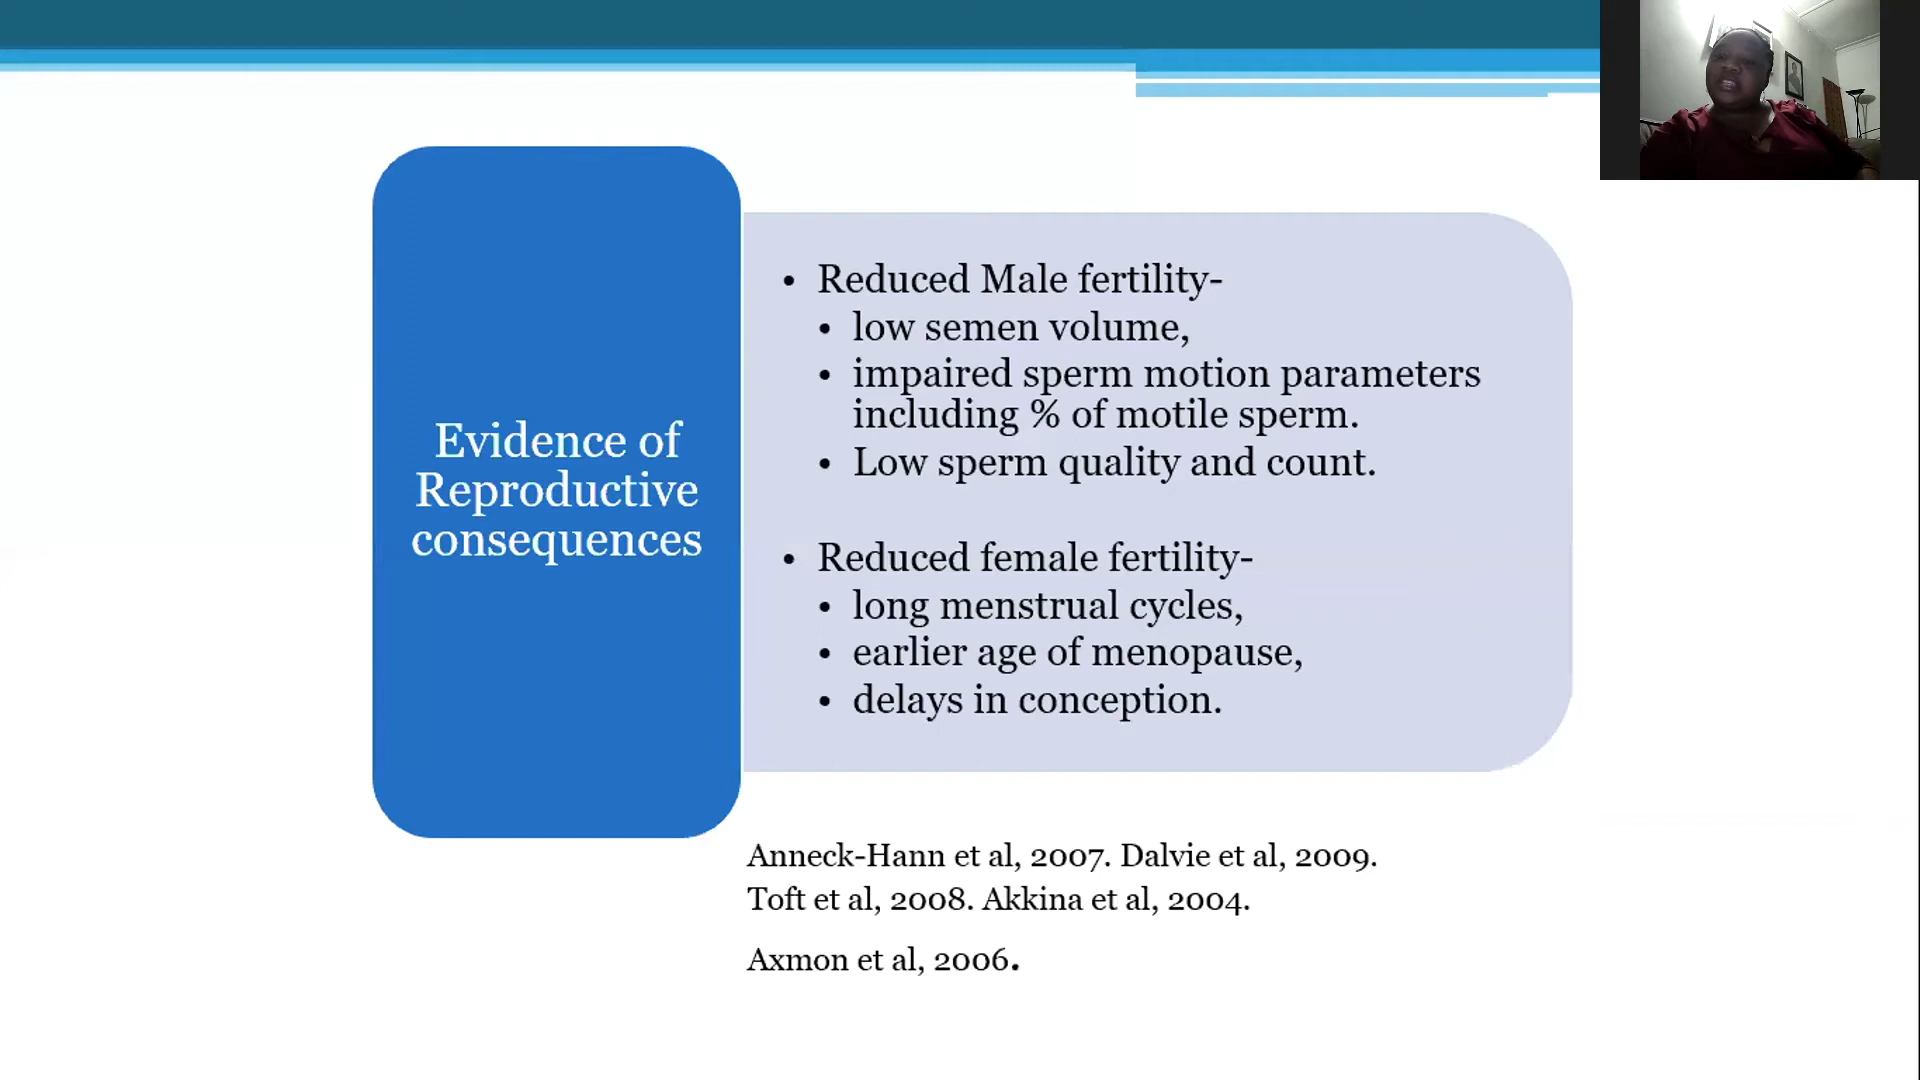 Evidence of
Reproductive
consequences
• Reduced Male fertility-
• low semen volume,
• impaired sperm motion parameters
including % of motile sperm.
• Low sperm quality and count.
• Reduced female fertility-
• long menstrual cycles,
• earlier age of menopause,
• delays in conception.
Anneck-Hann et al, 2007. Dalvie et al, 2009.
Toft et al, 2008. Akkina et al, 2004.
Axmon et al, 2006.